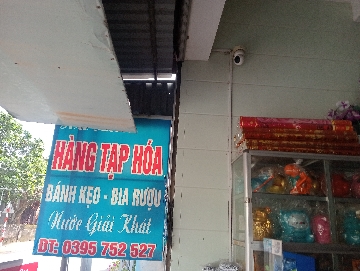 HÀNG TẠP HÓA
BÁNH KẸO - BIA RƯỢU
Nước Giải Khát
ĐT: 0395 752 527